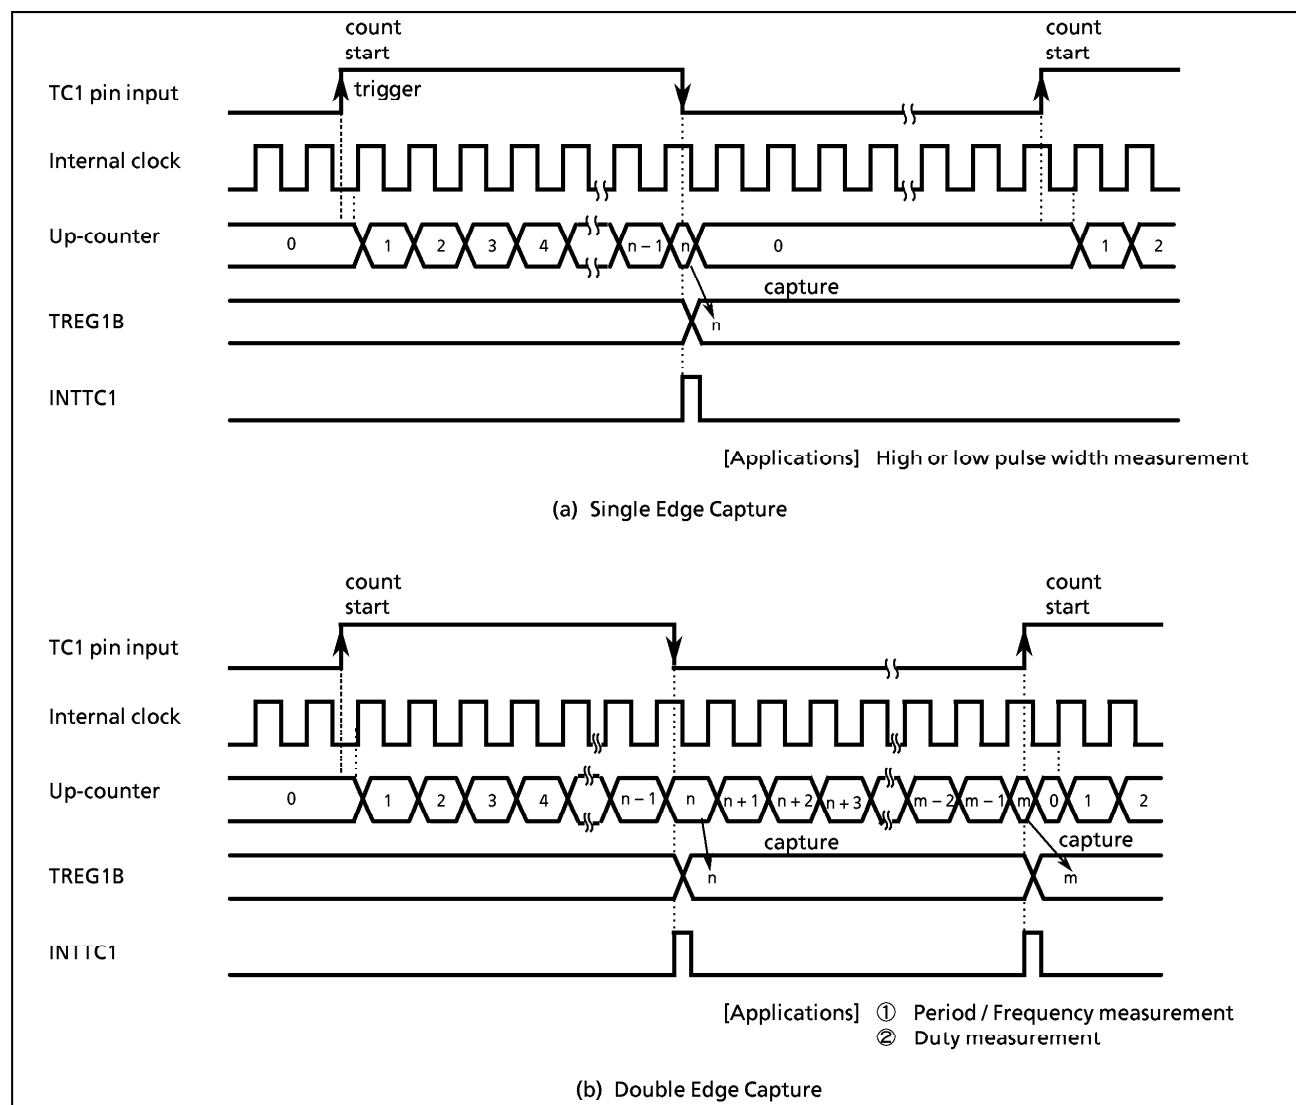 count
start
count
start
TC1 pin input
trigger
Internal clock
Up-counter
0 1 2 3 4 n – 1 n 0 1 2
capture
TREG1B
n
INTTC1
[Applications] High or low pulse width measurement
(a) Single Edge Capture
count
start
count
start
TC1 pin input
Internal clock
Up-counter
0 1 2 3 4 n – 1 n n + 1 n + 2 n + 3 m – 2 m – 1 m 0 1 2
capture
capture
TREG1B
n
m
INTTC1
[Applications] ① Period / Frequency measurement
② Duty measurement
(b) Double Edge Capture